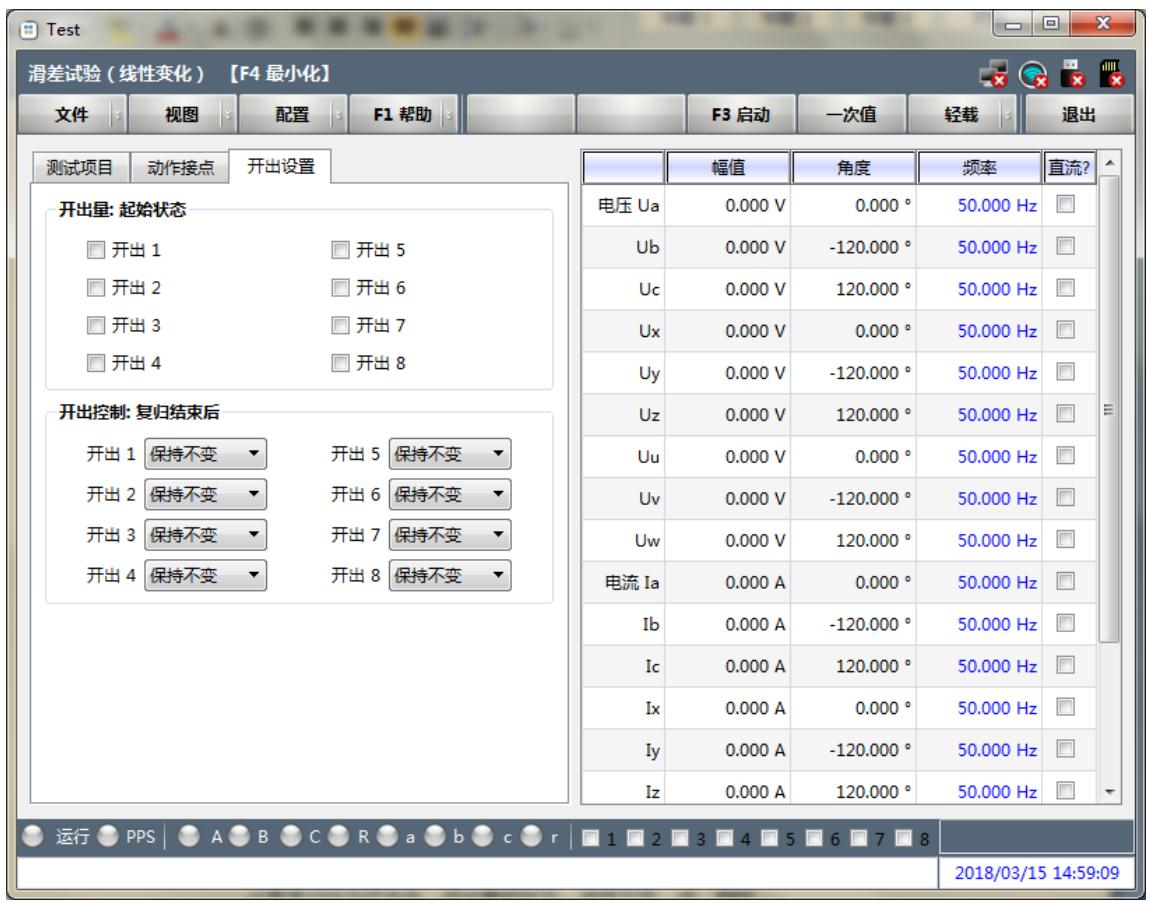 Test
滑差试验(线性变化) 【F4 最小化】
文件 视图 配置 F1 帮助 F3 启动 一次值 轻载 退出
测试项目 动作接点 开出设置
开出量: 起始状态
开出 1 开出 5
开出 2 开出 6
开出 3 开出 7
开出 4 开出 8
开出控制: 复归结束后
开出 1 保持不变 开出 5 保持不变
开出 2 保持不变 开出 6 保持不变
开出 3 保持不变 开出 7 保持不变
开出 4 保持不变 开出 8 保持不变
幅值 角度 频率 直流?
电压 Ua 0.000 V 0.000 ° 50.000 Hz
Ub 0.000 V -120.000 ° 50.000 Hz
Uc 0.000 V 120.000 ° 50.000 Hz
Ux 0.000 V 0.000 ° 50.000 Hz
Uy 0.000 V -120.000 ° 50.000 Hz
Uz 0.000 V 120.000 ° 50.000 Hz
Uu 0.000 V 0.000 ° 50.000 Hz
Uv 0.000 V -120.000 ° 50.000 Hz
Uw 0.000 V 120.000 ° 50.000 Hz
电流 Ia 0.000 A 0.000 ° 50.000 Hz
Ib 0.000 A -120.000 ° 50.000 Hz
Ic 0.000 A 120.000 ° 50.000 Hz
Ix 0.000 A 0.000 ° 50.000 Hz
Iy 0.000 A -120.000 ° 50.000 Hz
Iz 0.000 A 120.000 ° 50.000 Hz
运行 PPS A B C R a b c r 1 2 3 4 5 6 7 8
2018/03/15 14:59:09